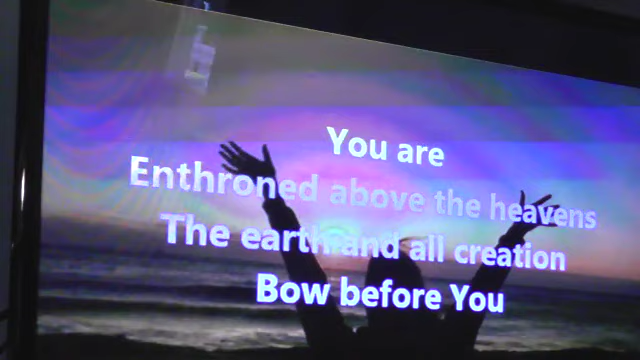 You are
Enthroned above the heavens
The earth and all creation
Bow before You